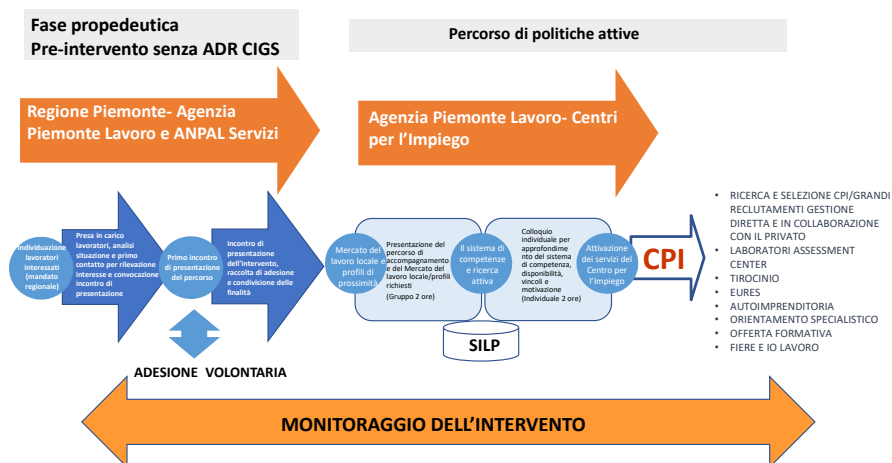 Fase propedeutica
Pre-intervento senza ADR CIGS
Percorso di politiche attive
Regione Piemonte- Agenzia
Piemonte Lavoro e ANPAL Servizi
Agenzia Piemonte Lavoro- Centri
per l’Impiego
Individuazione
lavoratori
interessati
(mandato
regionale)
Presa in carico
lavoratori, analisi
situazione e primo
contatto per rilevazione
interesse e convocazione
incontro di
presentazione
Primo incontro
di presentazione
del percorso
Incontro di
presentazione
dell’intervento,
raccolta di adesione
e condivisione delle
finalità
Mercato del
lavoro locale e
profili di
prossimità
Presentazione del
percorso di
accompagnamento
e del Mercato del
lavoro locale/profili
richiesti
(Gruppo 2 ore)
Il sistema di
competenze
e ricerca
attiva
Colloquio
individuale per
approfondime
nto del sistema
di competenza,
disponibilità,
vincoli e
motivazione
(Individuale 2 ore)
Attivazione
dei servizi del
Centro per
l’Impiego
CPI
• RICERCA E SELEZIONE CPI/GRANDI
RECLUTAMENTI GESTIONE
DIRETTA E IN COLLABORAZIONE
CON IL PRIVATO
• LABORATORI ASSESSMENT
CENTER
• TIROCINIO
• EURES
• AUTOIMPRENDITORIA
• ORIENTAMENTO SPECIALISTICO
• OFFERTA FORMATIVA
• FIERE E IO LAVORO
SILP
ADESIONE VOLONTARIA
MONITORAGGIO DELL’INTERVENTO